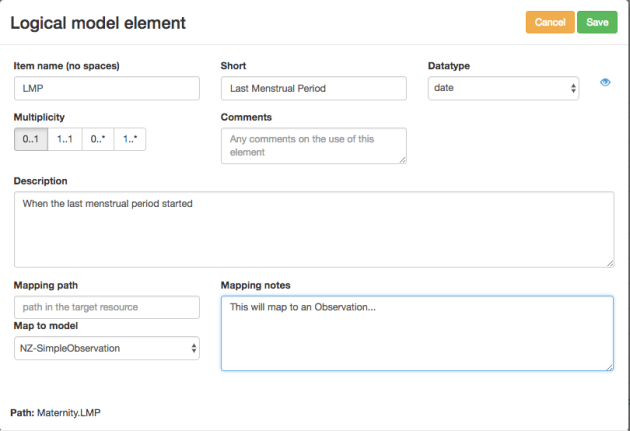 Logical model element
Cancel Save
Item name (no spaces) Short Datatype
LMP Last Menstrual Period date
Multiplicity Comments
0..1 1..1 0..* 1..* Any comments on the use of this
element
Description
When the last menstrual period started
Mapping path Mapping notes
path in the target resource This will map to an Observation...
Map to model
NZ-SimpleObservation
Path: Maternity.LMP